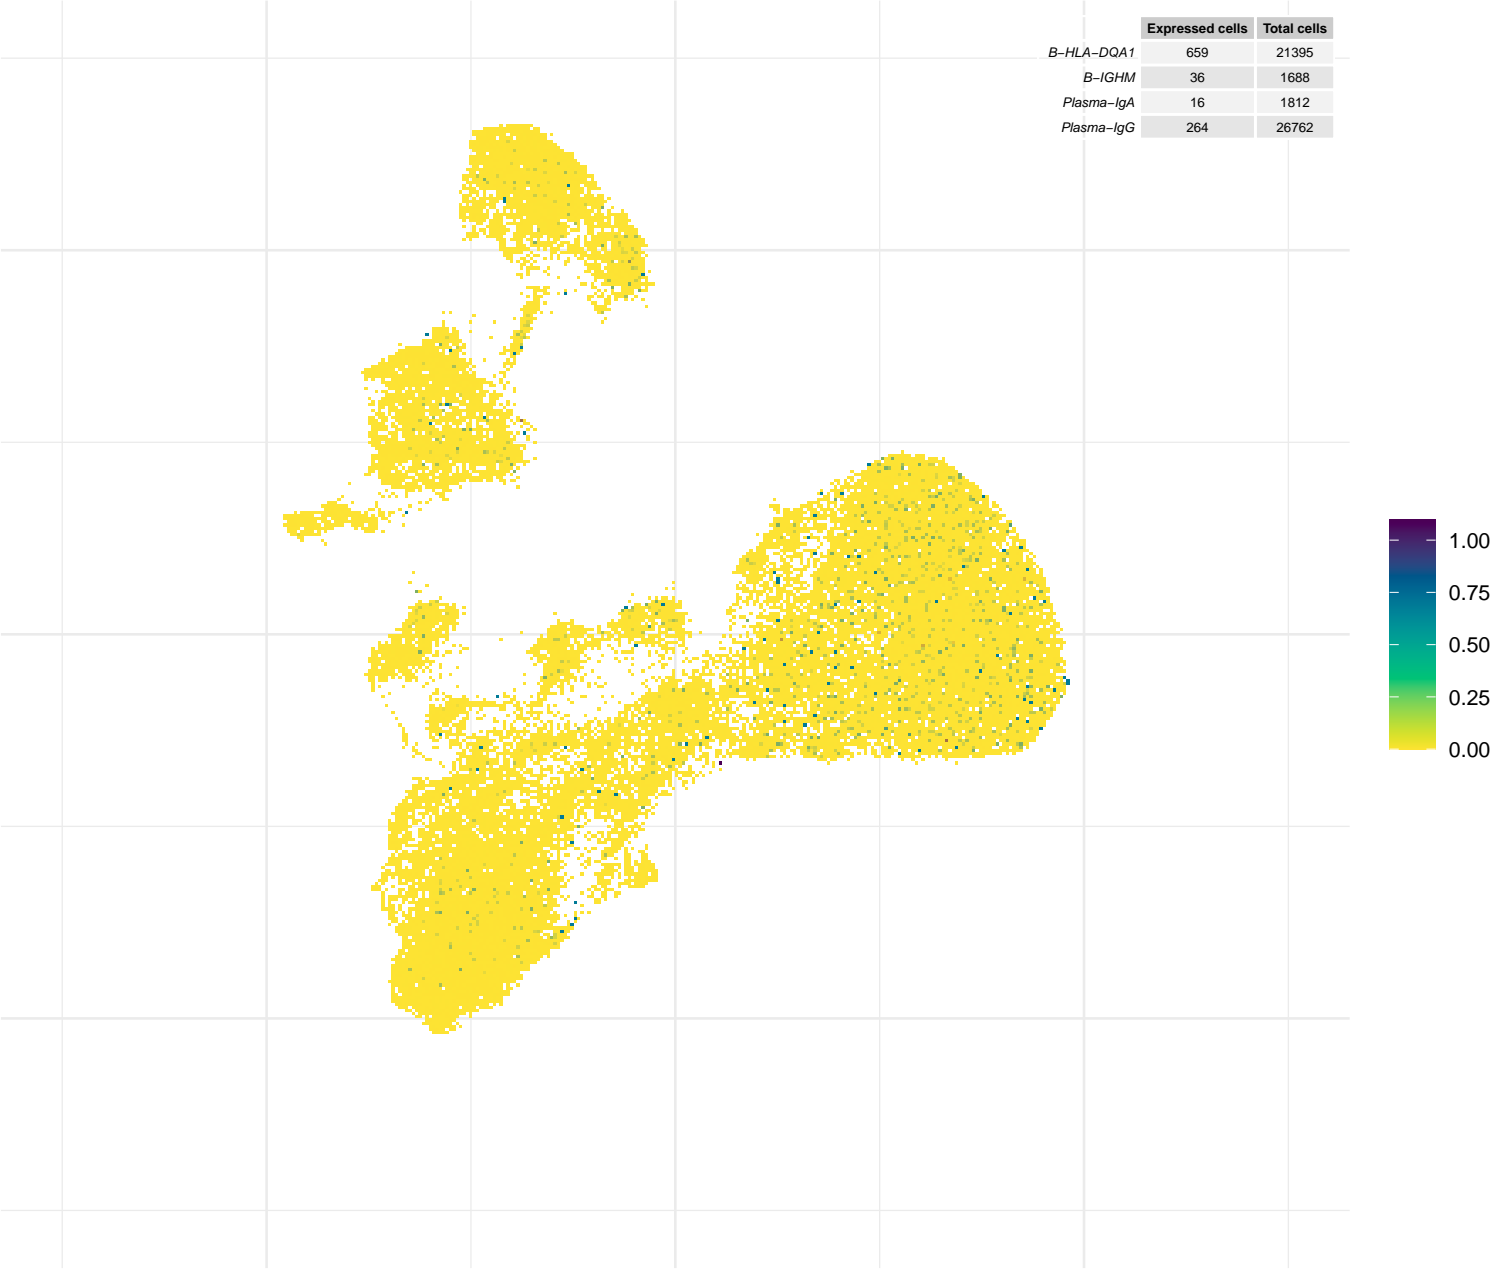 Expressed cells Total cells
B−HLA−DQA1 659 21395
B−IGHM 36 1688
Plasma−IgA 16 1812
Plasma−IgG 264 26762
1.00
0.75
0.50
0.25
0.00